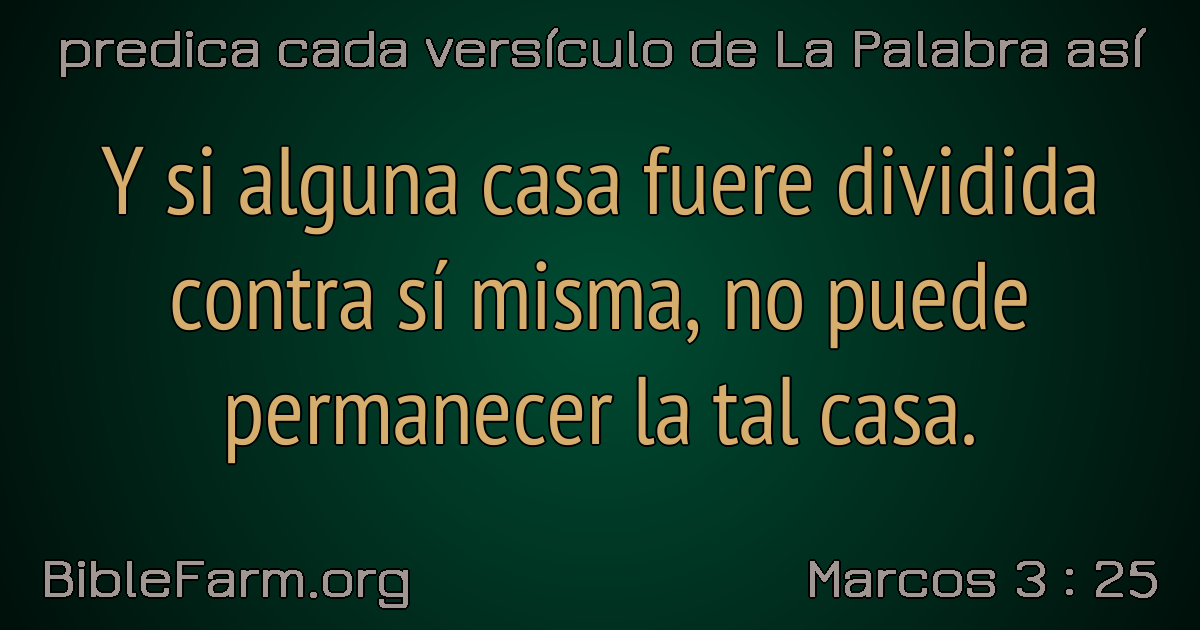 predica cada versículo de La Palabra así
Y si alguna casa fuere dividida
contra sí misma, no puede
permanecer la tal casa.
BibleFarm.org
Marcos 3 : 25